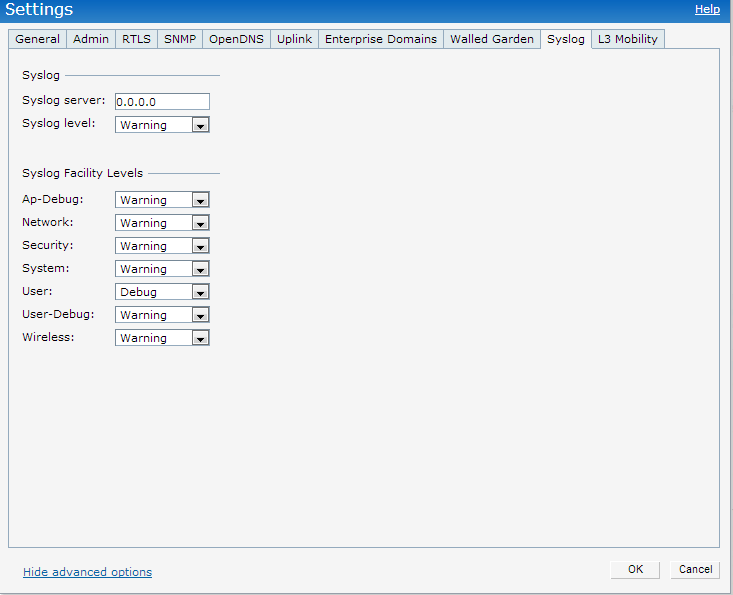 Settings Help
General Admin RTLS SNMP OpenDNS Uplink Enterprise Domains Walled Garden Syslog L3 Mobility
Syslog
Syslog server: 0.0.0.0
Syslog level: Warning
Syslog Facility Levels
Ap-Debug: Warning
Network: Warning
Security: Warning
System: Warning
User: Debug
User-Debug: Warning
Wireless: Warning
Hide advanced options OK Cancel